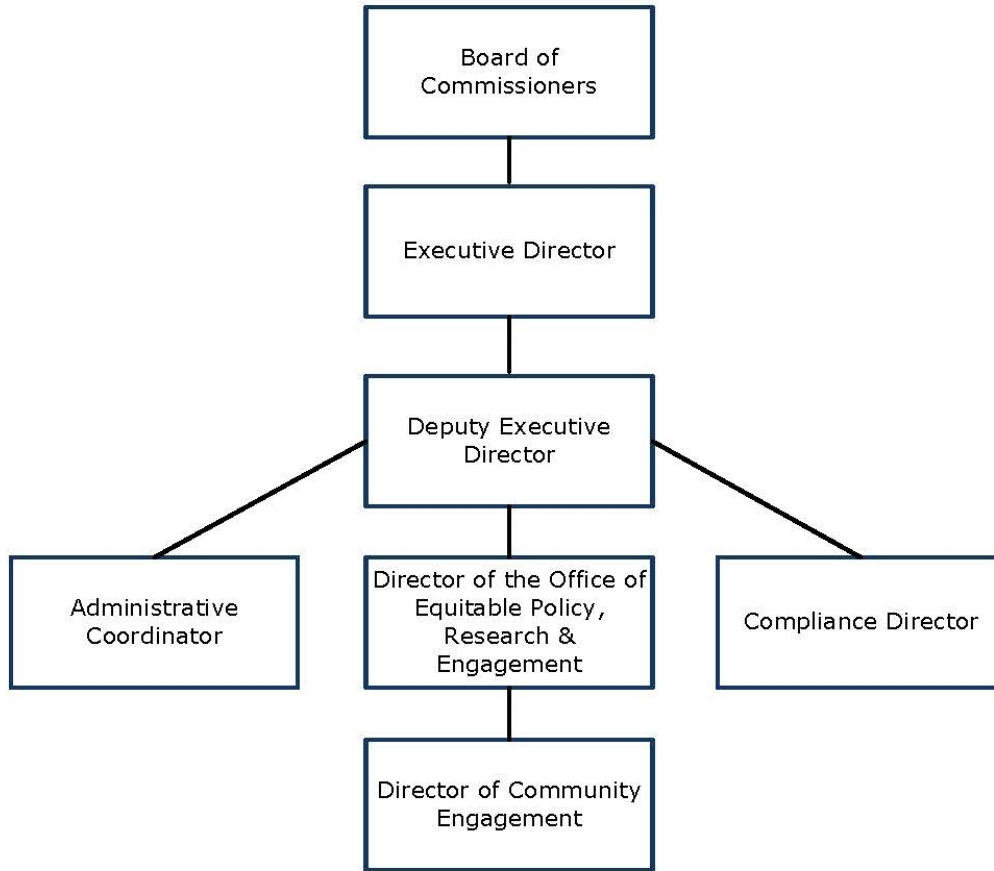 Board of
Commissioners
Executive Director
Deputy Executive
Director
Administrative
Coordinator
Director of the Office of
Equitable Policy,
Research &
Engagement
Compliance Director
Director of Community
Engagement